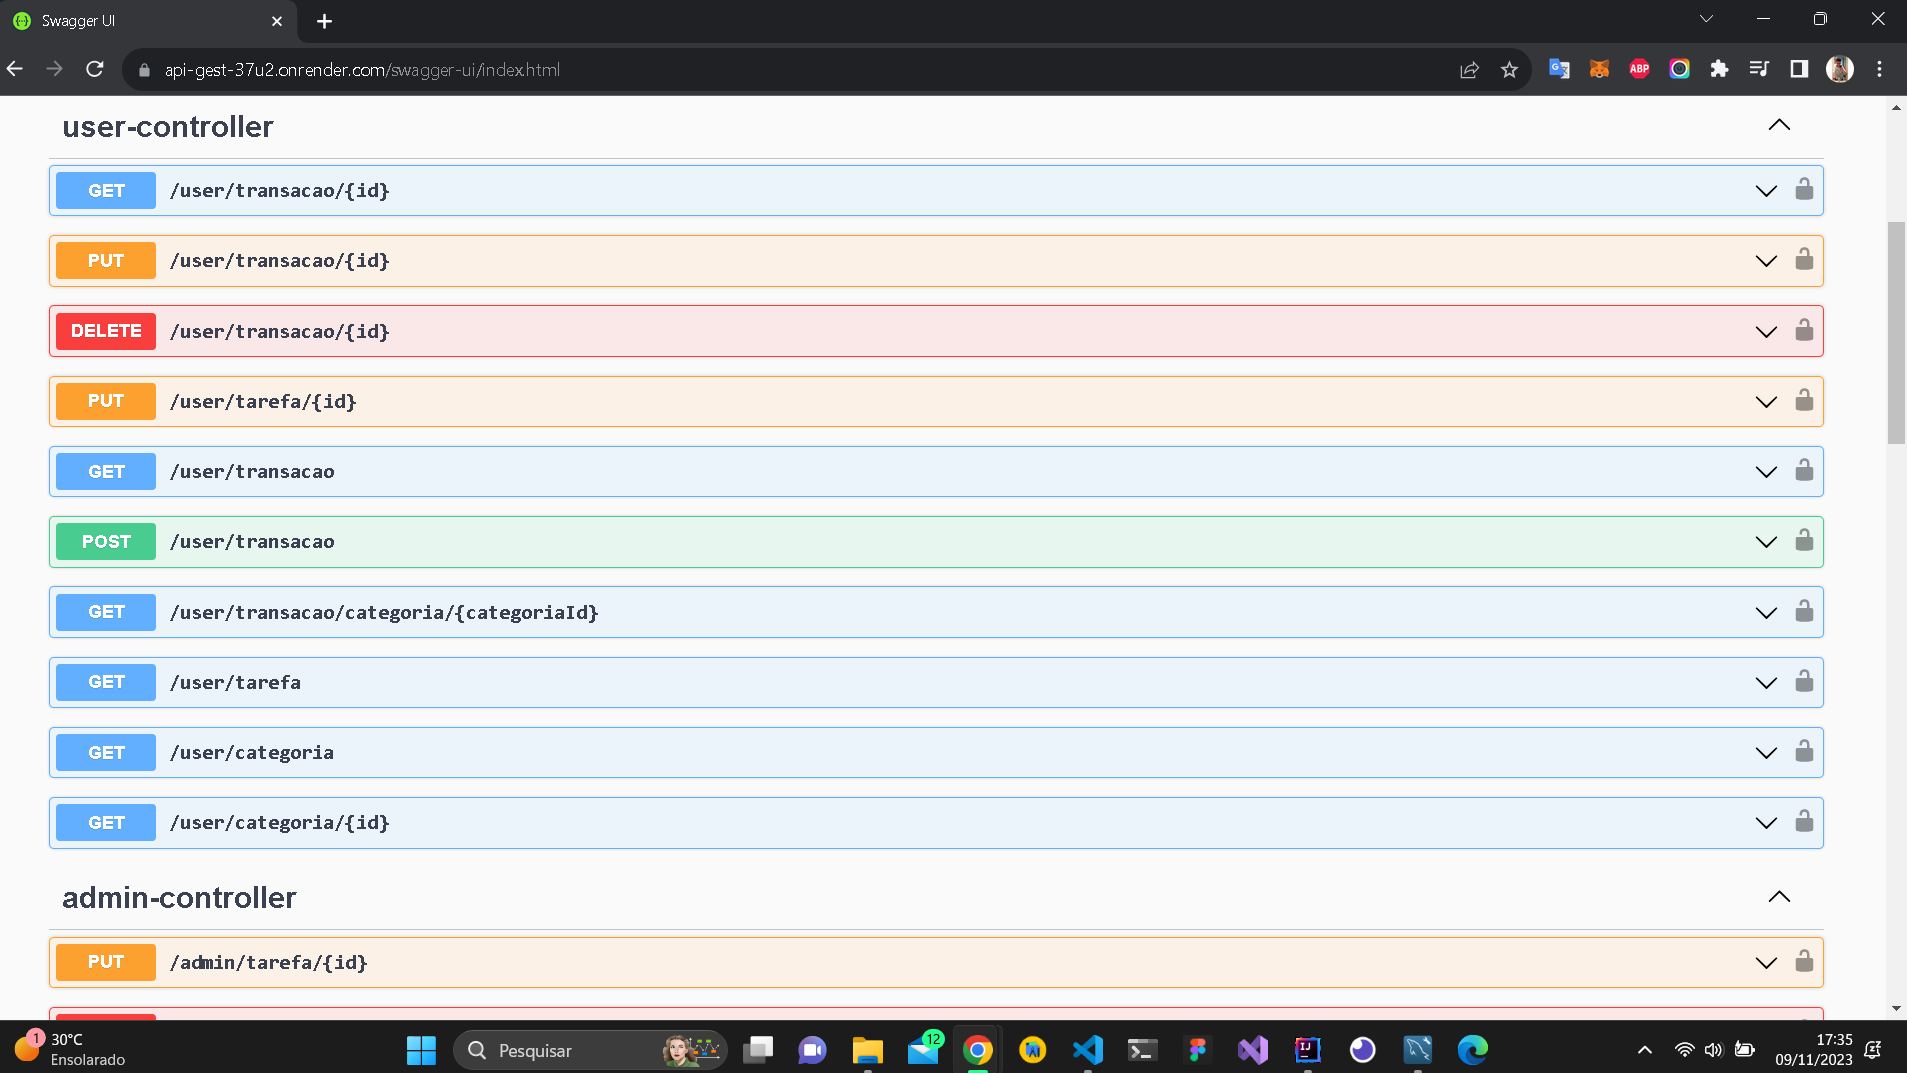 Swagger UI
api-gest-37u2.onrender.com/swagger-ui/index.html
ABP
user-controller
GET /user/transacao/{id}
PUT /user/transacao/{id}
DELETE /user/transacao/{id}
PUT /user/tarefa/{id}
GET /user/transacao
POST /user/transacao
GET /user/transacao/categoria/{categoriaId}
GET /user/tarefa
GET /user/categoria
GET /user/categoria/{id}
admin-controller
PUT /admin/tarefa/{id}
1
30°C
Ensolarado
Pesquisar
12
AI
IJ
17:35
09/11/2023